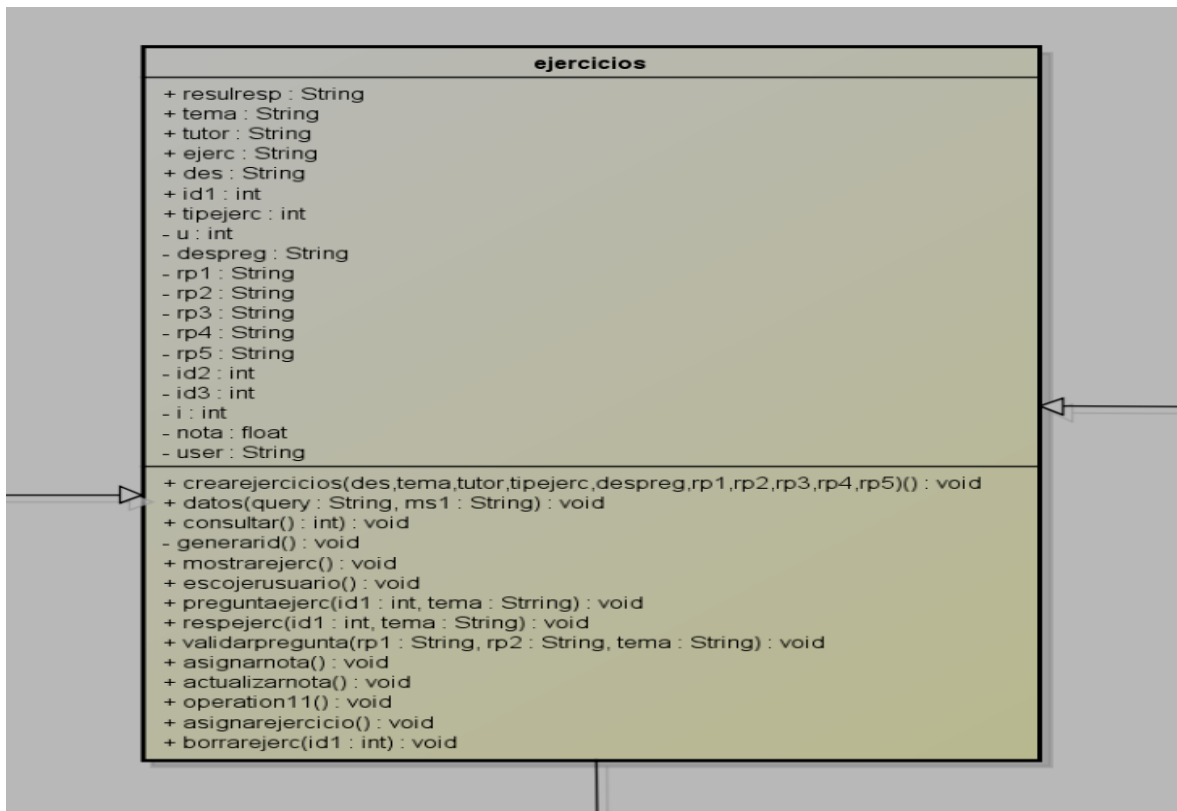 ejercicios
+ resulresp : String
+ tema : String
+ tutor : String
+ ejerc : String
+ des : String
+ id1 : int
+ tipejerc : int
- u : int
- despreg : String
- rp1 : String
- rp2 : String
- rp3 : String
- rp4 : String
- rp5 : String
- id2 : int
- id3 : int
- i : int
- nota : float
- user : String
+ crearejercicios(des,tema,tutor,tipejerc,despreg,rp1,rp2,rp3,rp4,rp5)() : void
+ datos(query : String, ms1 : String) : void
+ consultar() : int) : void
- generarid() : void
+ mostrarejerc() : void
+ escojerusuario() : void
+ preguntaejerc(id1 : int, tema : Strring) : void
+ respejerc(id1 : int, tema : String) : void
+ validarpregunta(rp1 : String, rp2 : String, tema : String) : void
+ asignarnota() : void
+ actualizarnota() : void
+ operation11() : void
+ asignarejercicio() : void
+ borrarejerc(id1 : int) : void